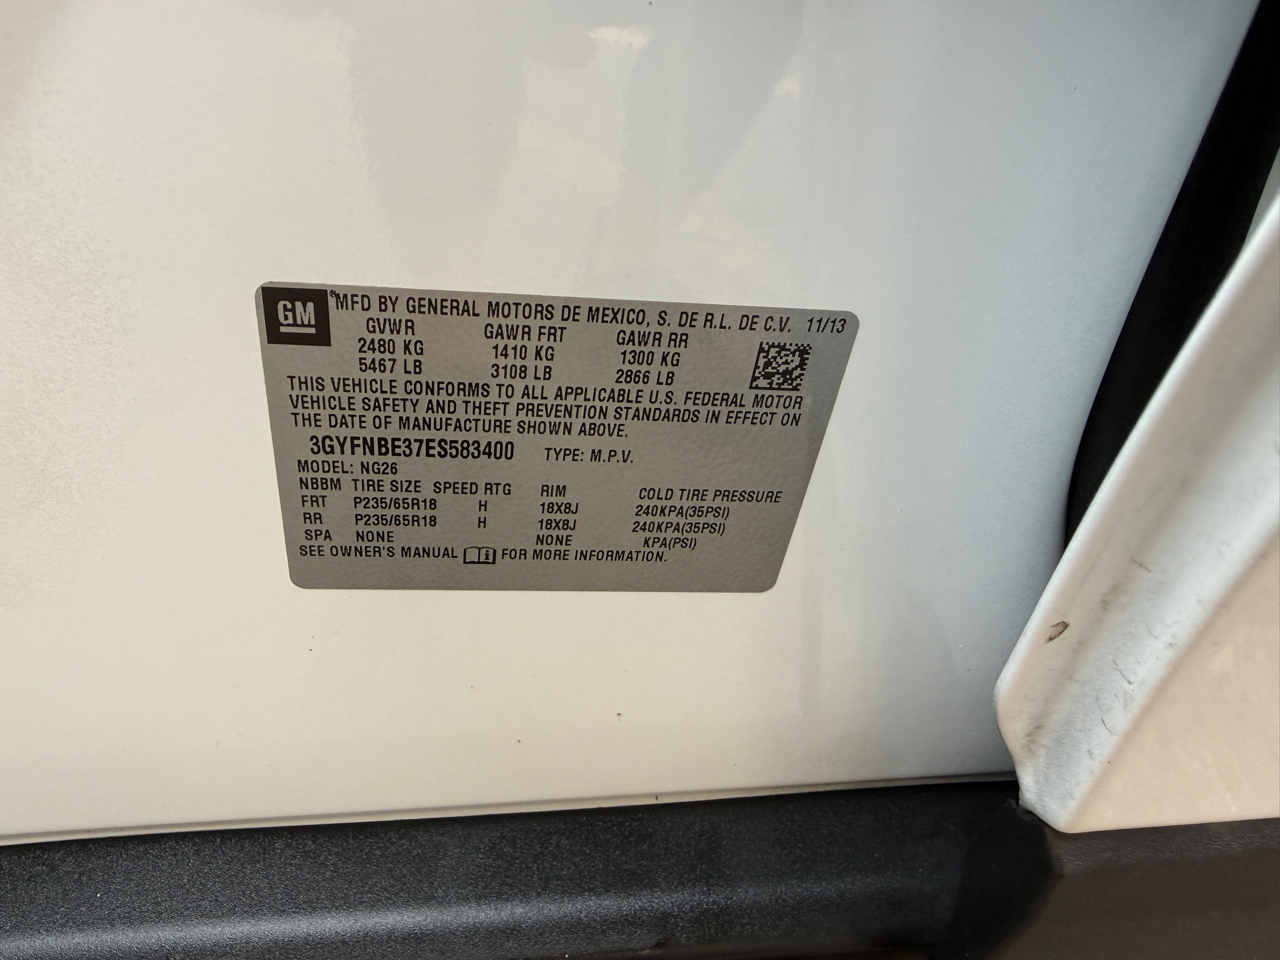 GM MFD BY GENERAL MOTORS DE MEXICO, S. DE R.L. DE C.V. 11/13
GVWR GAWR FRT GAWR RR
2480 KG 1410 KG 1300 KG
5467 LB 3108 LB 2866 LB
THIS VEHICLE CONFORMS TO ALL APPLICABLE U.S. FEDERAL MOTOR
VEHICLE SAFETY AND THEFT PREVENTION STANDARDS IN EFFECT ON
THE DATE OF MANUFACTURE SHOWN ABOVE.
3GYFNBE37ES583400 TYPE: M.P.V.
MODEL: NG26
NBBM TIRE SIZE SPEED RTG RIM COLD TIRE PRESSURE
FRT P235/65R18 H 18X8J 240KPA(35PSI)
RR P235/65R18 H 18X8J 240KPA(35PSI)
SPA NONE NONE KPA(PSI)
SEE OWNER'S MANUAL FOR MORE INFORMATION.